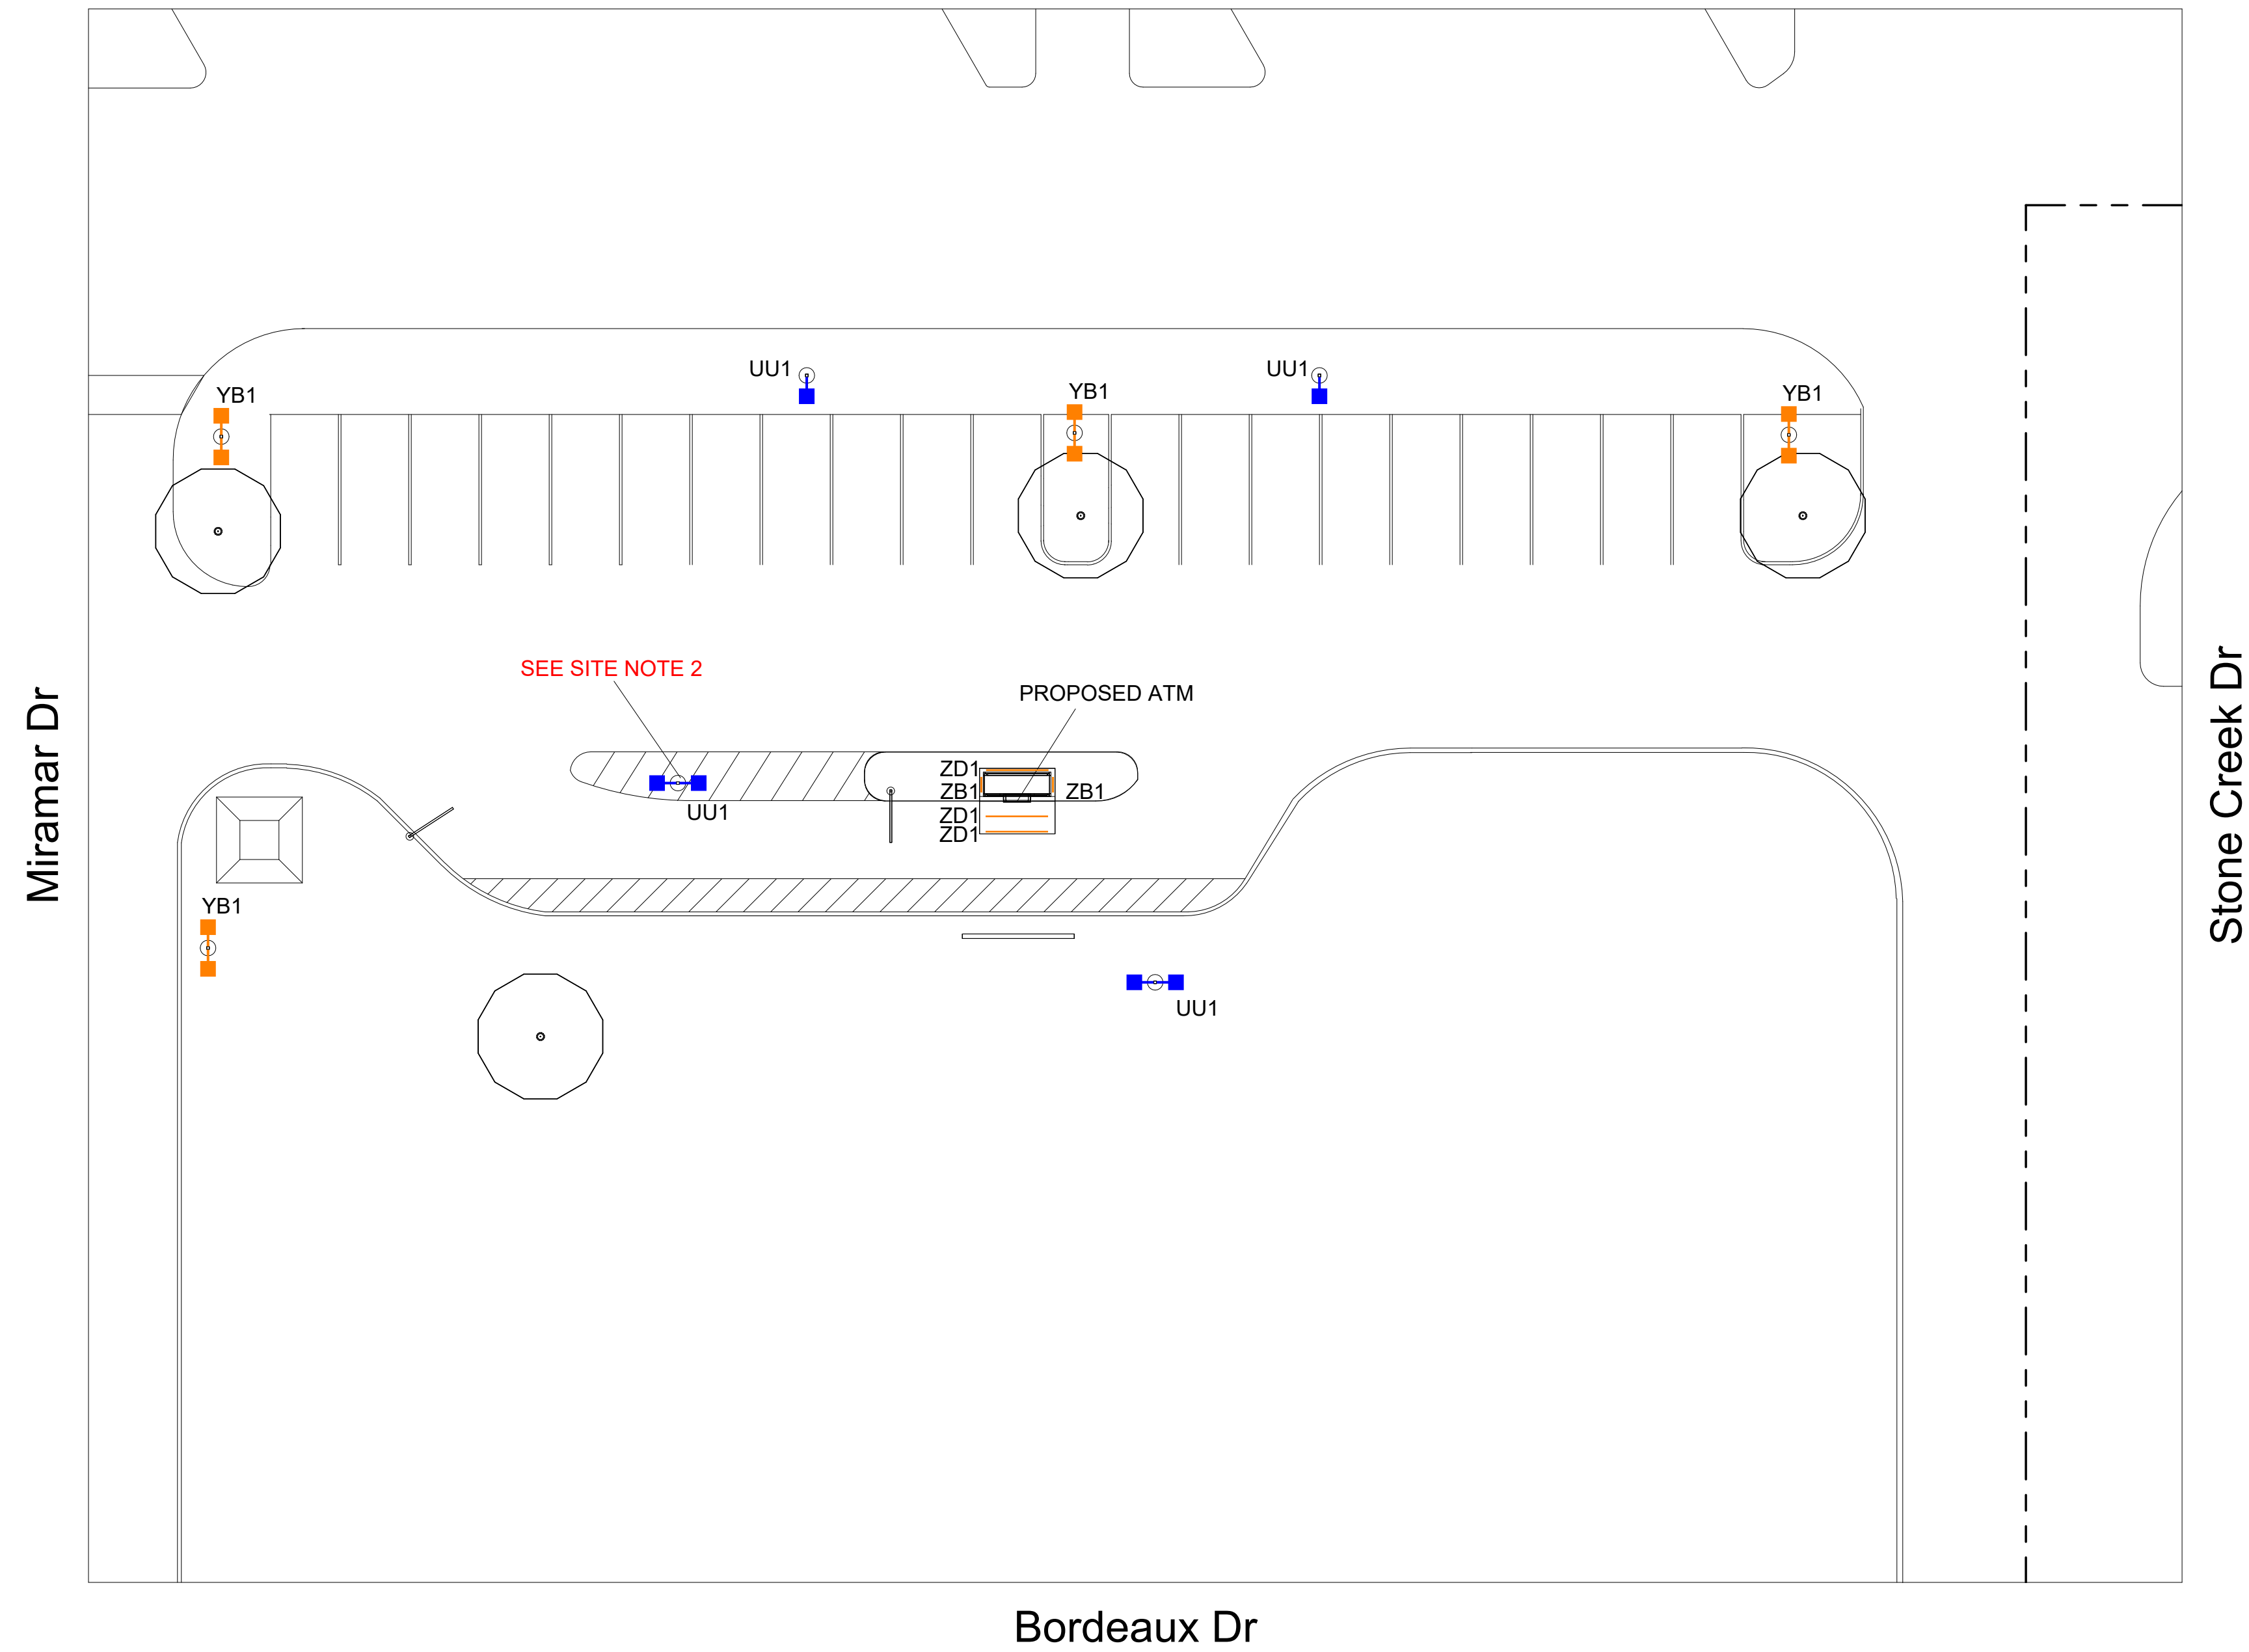 UU1
UU1
YB1
YB1
YB1
SEE SITE NOTE 2
PROPOSED ATM
ZD1
ZB1
ZB1
UU1
ZD1
ZD1
YB1
UU1
Miramar Dr
Stone Creek Dr
Bordeaux Dr